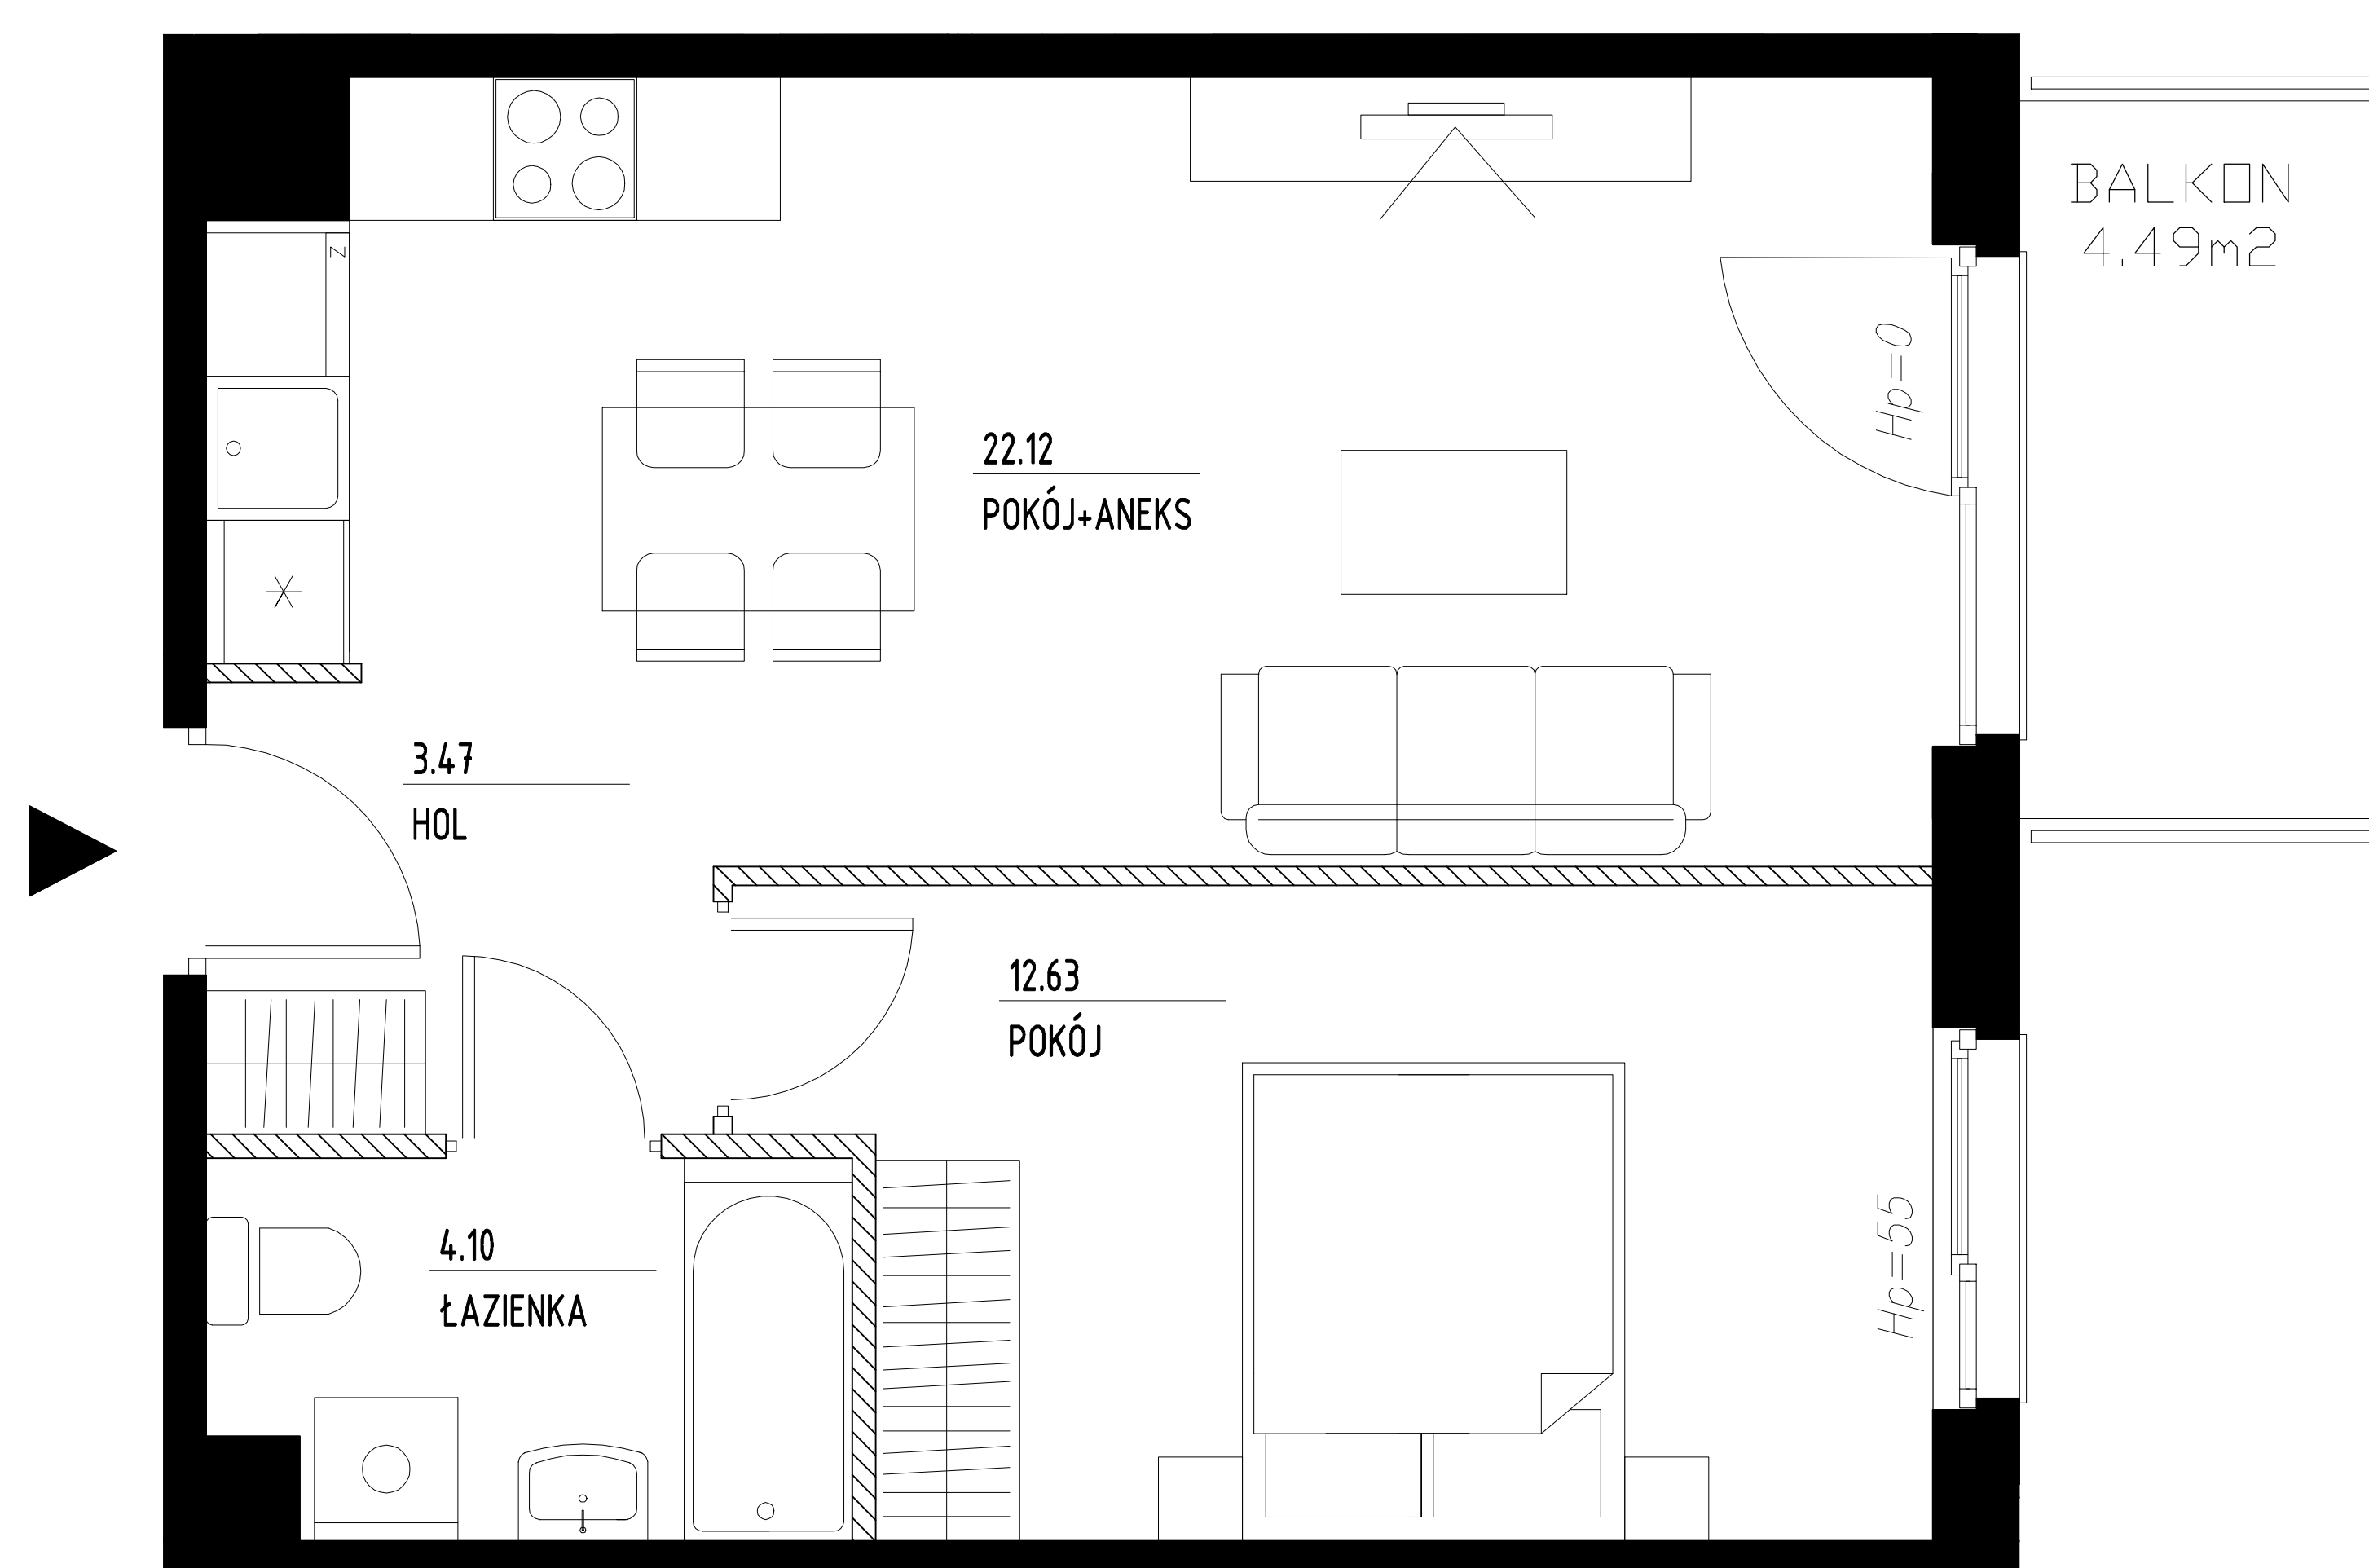 BALKON
4.49m2
Z
Hp=0
22.12
POKÓJ+ANEKS
3.47
HOL
12.63
POKÓJ
Hp=55
4.10
ŁAZIENKA